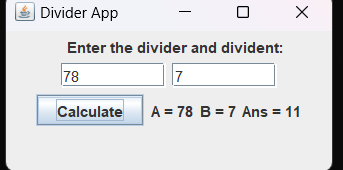 Divider App
Enter the divider and divident:
78 7
Calculate A = 78 B = 7 Ans = 11